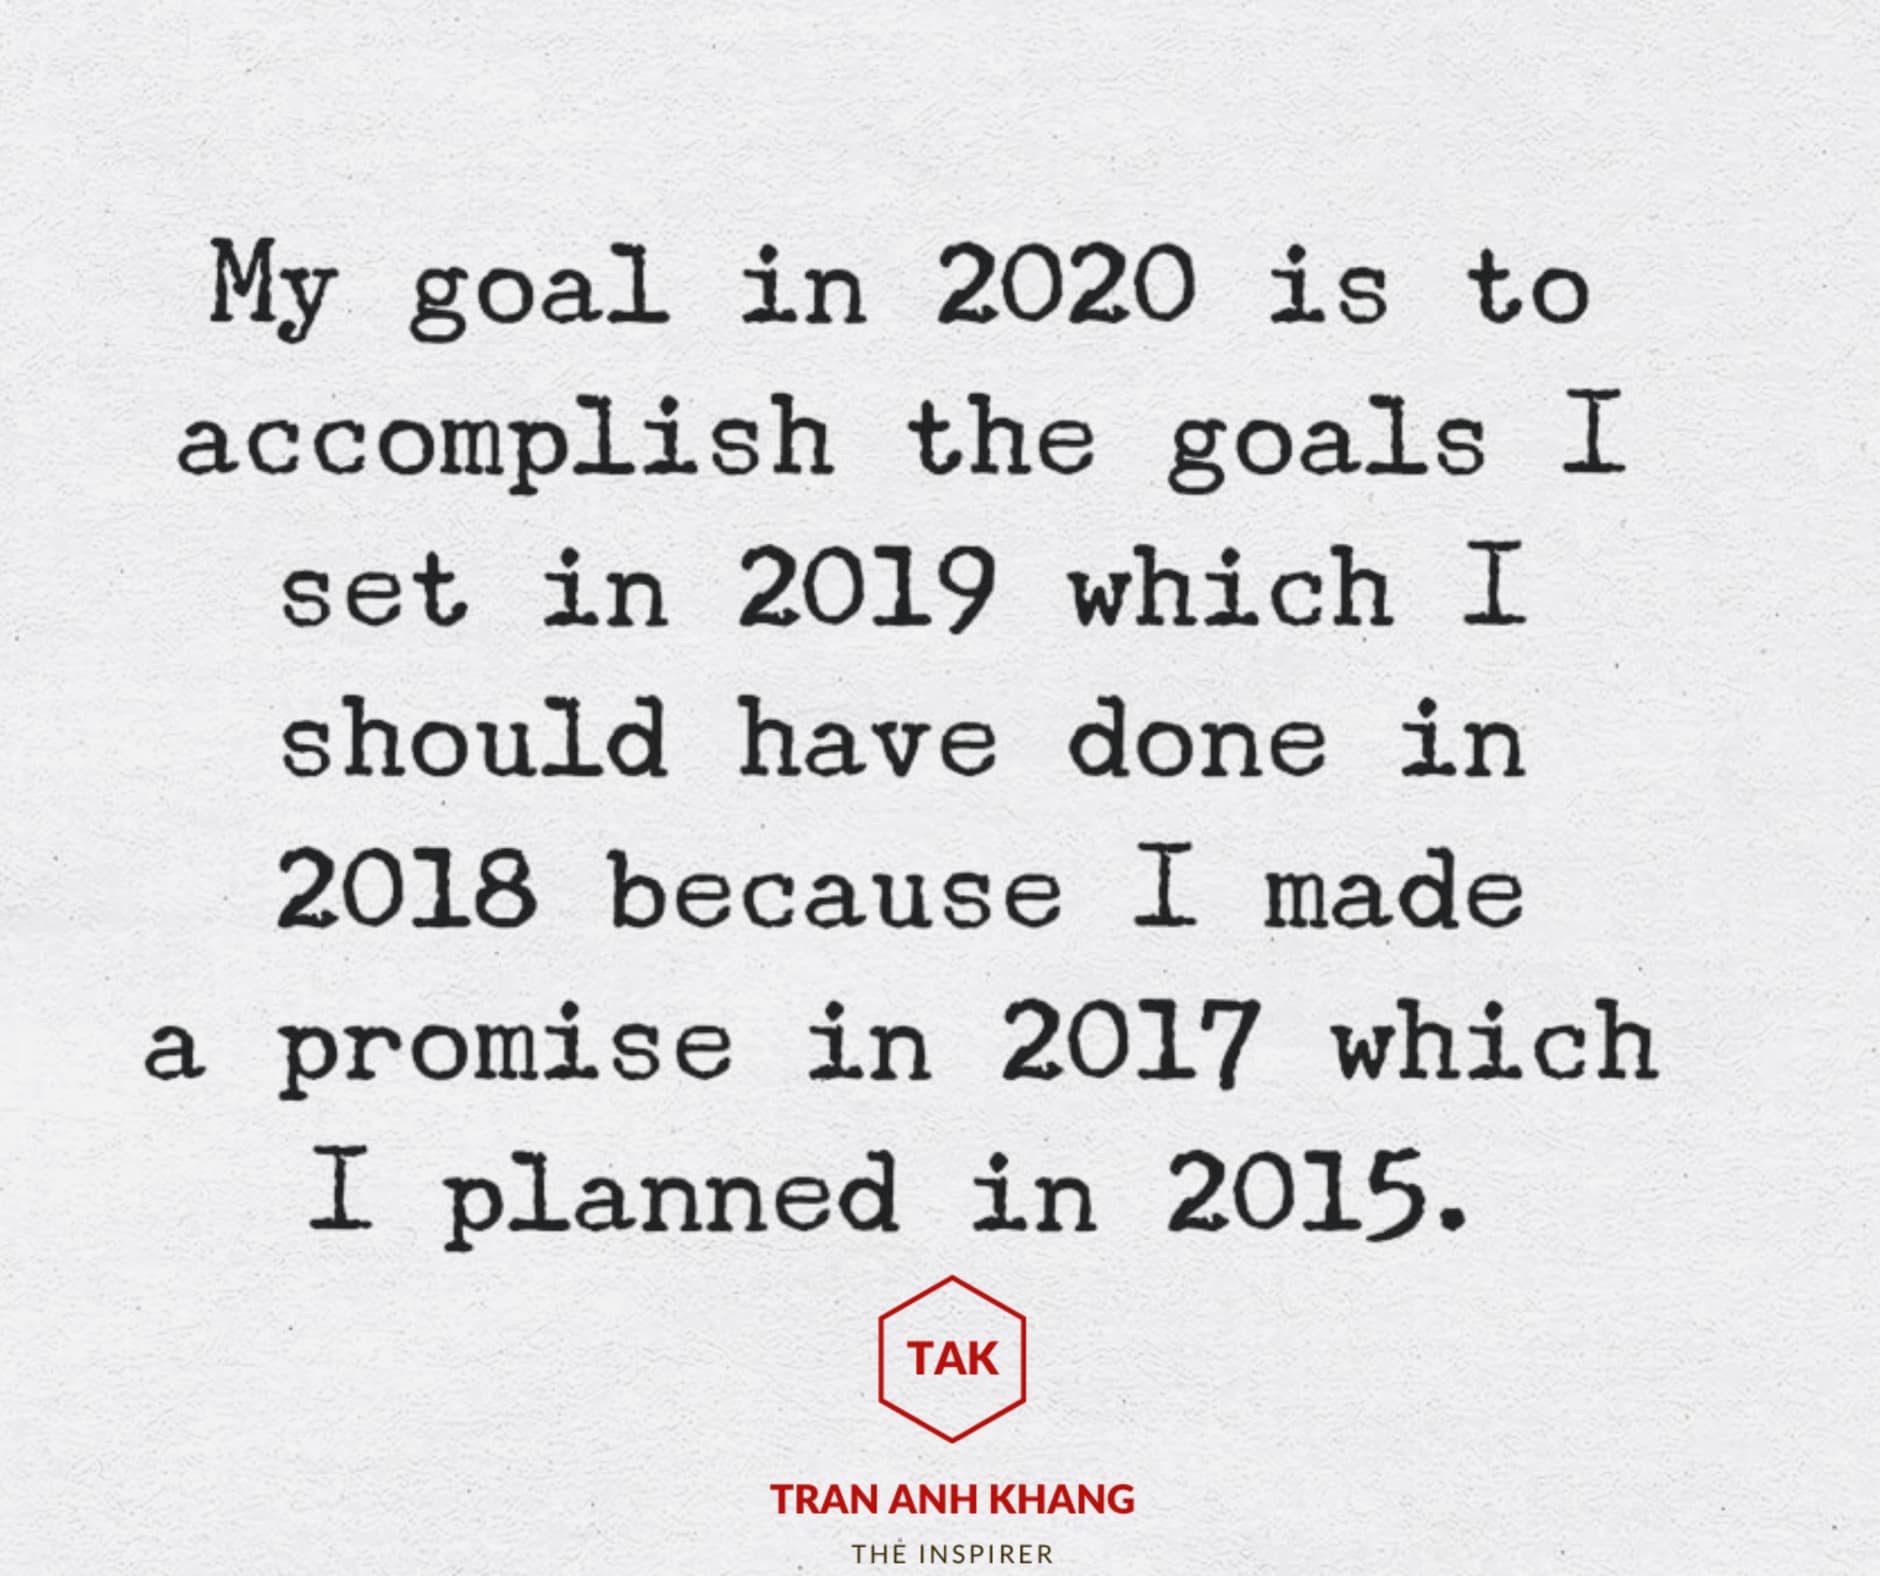 My goal in 2020 is to
accomplish the goals I
set in 2019 which I
should have done in
2018 because I made
a promise in 2017 which
I planned in 2015.
TAK
TRAN ANH KHANG
THE INSPIRER